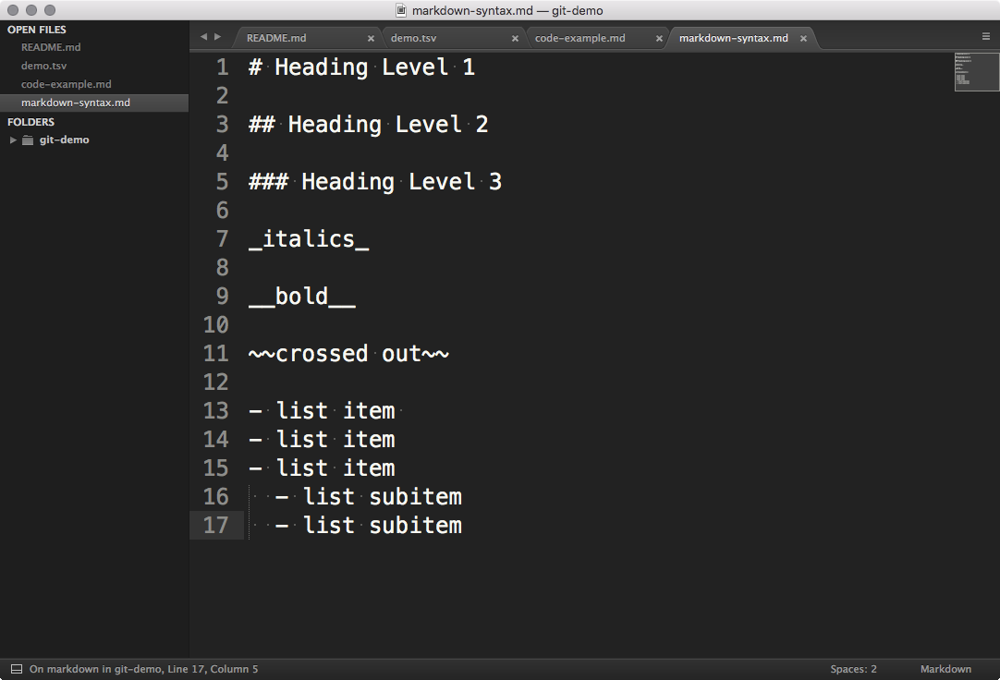 markdown-syntax.md — git-demo
OPEN FILES
README.md
demo.tsv
code-example.md
markdown-syntax.md
FOLDERS
git-demo
README.md
demo.tsv
code-example.md
markdown-syntax.md
1 # Heading Level 1
2
3 ## Heading Level 2
4
5 ### Heading Level 3
6
7 _italics_
8
9 __bold__
10
11 ~~crossed out~~
12
13 - list item
14 - list item
15 - list item
16   - list subitem
17   - list subitem
On markdown in git-demo, Line 17, Column 5
Spaces: 2
Markdown